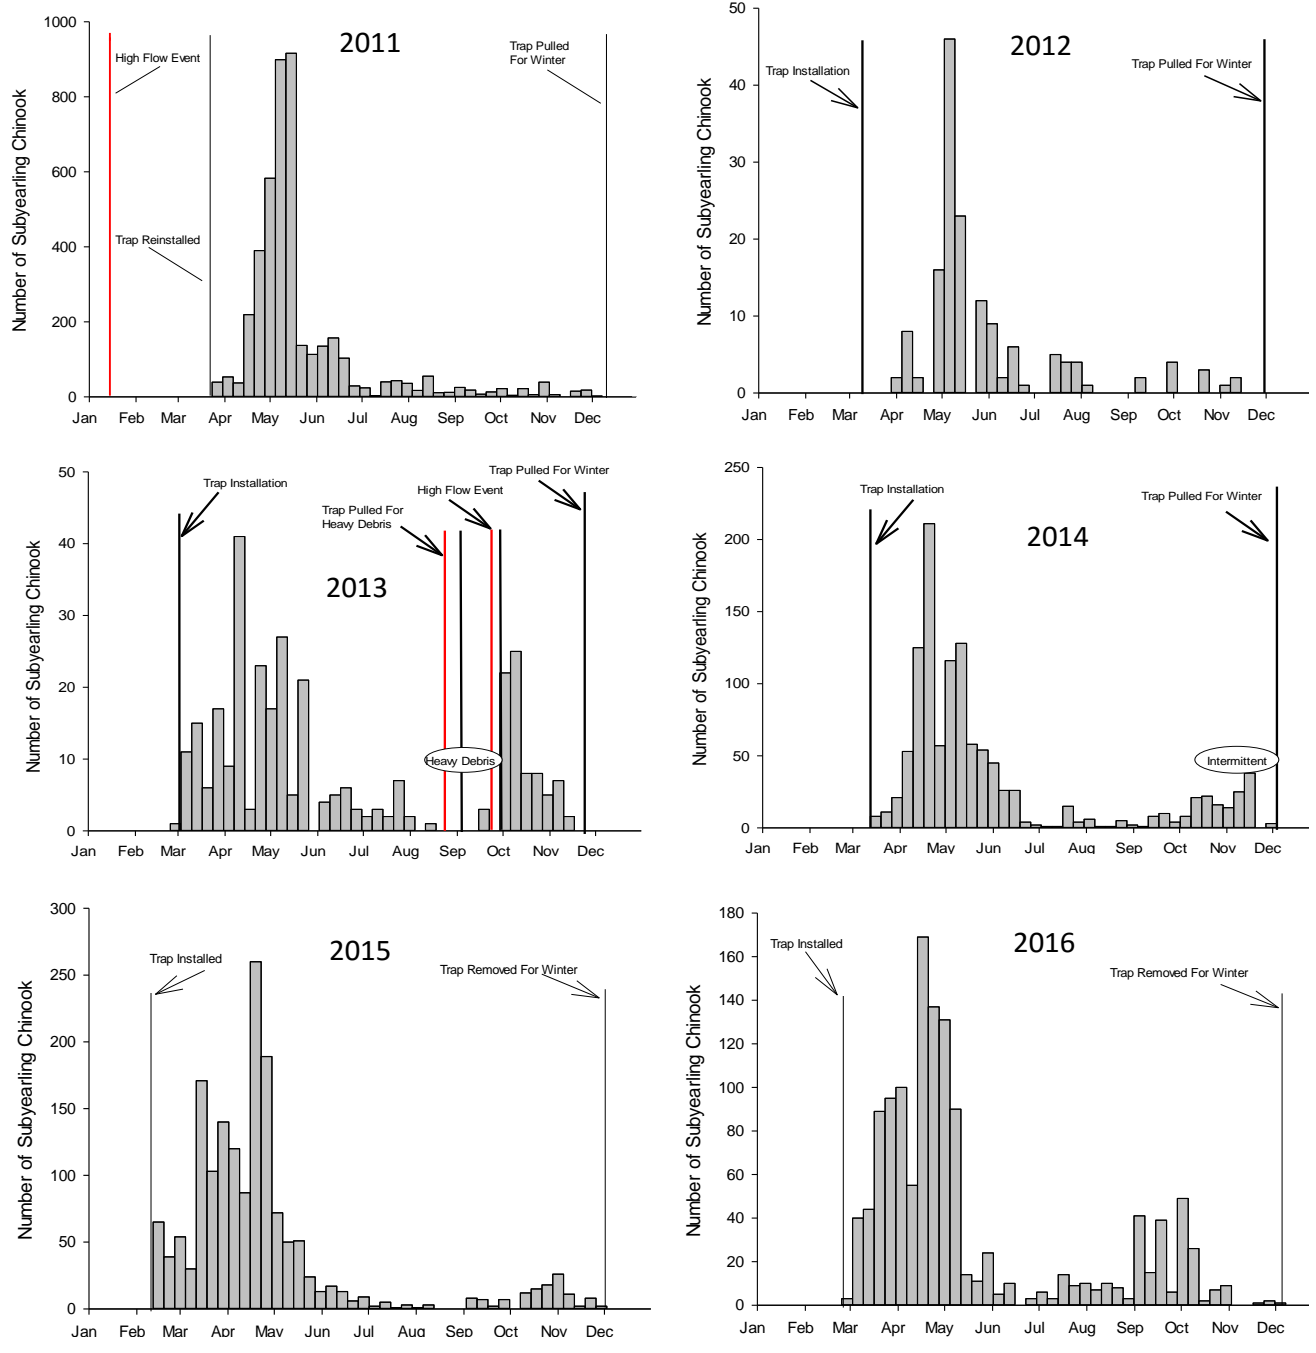 2011
Number of Subyearling Chinook
1000
800
600
400
200
0
High Flow Event
Trap Reinstalled
Trap Pulled
For Winter
Jan Feb Mar Apr May Jun Jul Aug Sep Oct Nov Dec
2012
Number of Subyearling Chinook
50
40
30
20
10
0
Trap Installation
Trap Pulled For Winter
Jan Feb Mar Apr May Jun Jul Aug Sep Oct Nov Dec
2013
Number of Subyearling Chinook
50
40
30
20
10
0
Trap Installation
Trap Pulled For
Heavy Debris
High Flow Event
Trap Pulled For Winter
Heavy Debris
Jan Feb Mar Apr May Jun Jul Aug Sep Oct Nov Dec
2014
Number of Subyearling Chinook
250
200
150
100
50
0
Trap Installation
Trap Pulled For Winter
Intermittent
Jan Feb Mar Apr May Jun Jul Aug Sep Oct Nov Dec
2015
Number of Subyearling Chinook
300
250
200
150
100
50
0
Trap Installed
Trap Removed For Winter
Jan Feb Mar Apr May Jun Jul Aug Sep Oct Nov Dec
2016
Number of Subyearling Chinook
180
160
140
120
100
80
60
40
20
0
Trap Installed
Trap Removed For Winter
Jan Feb Mar Apr May Jun Jul Aug Sep Oct Nov Dec